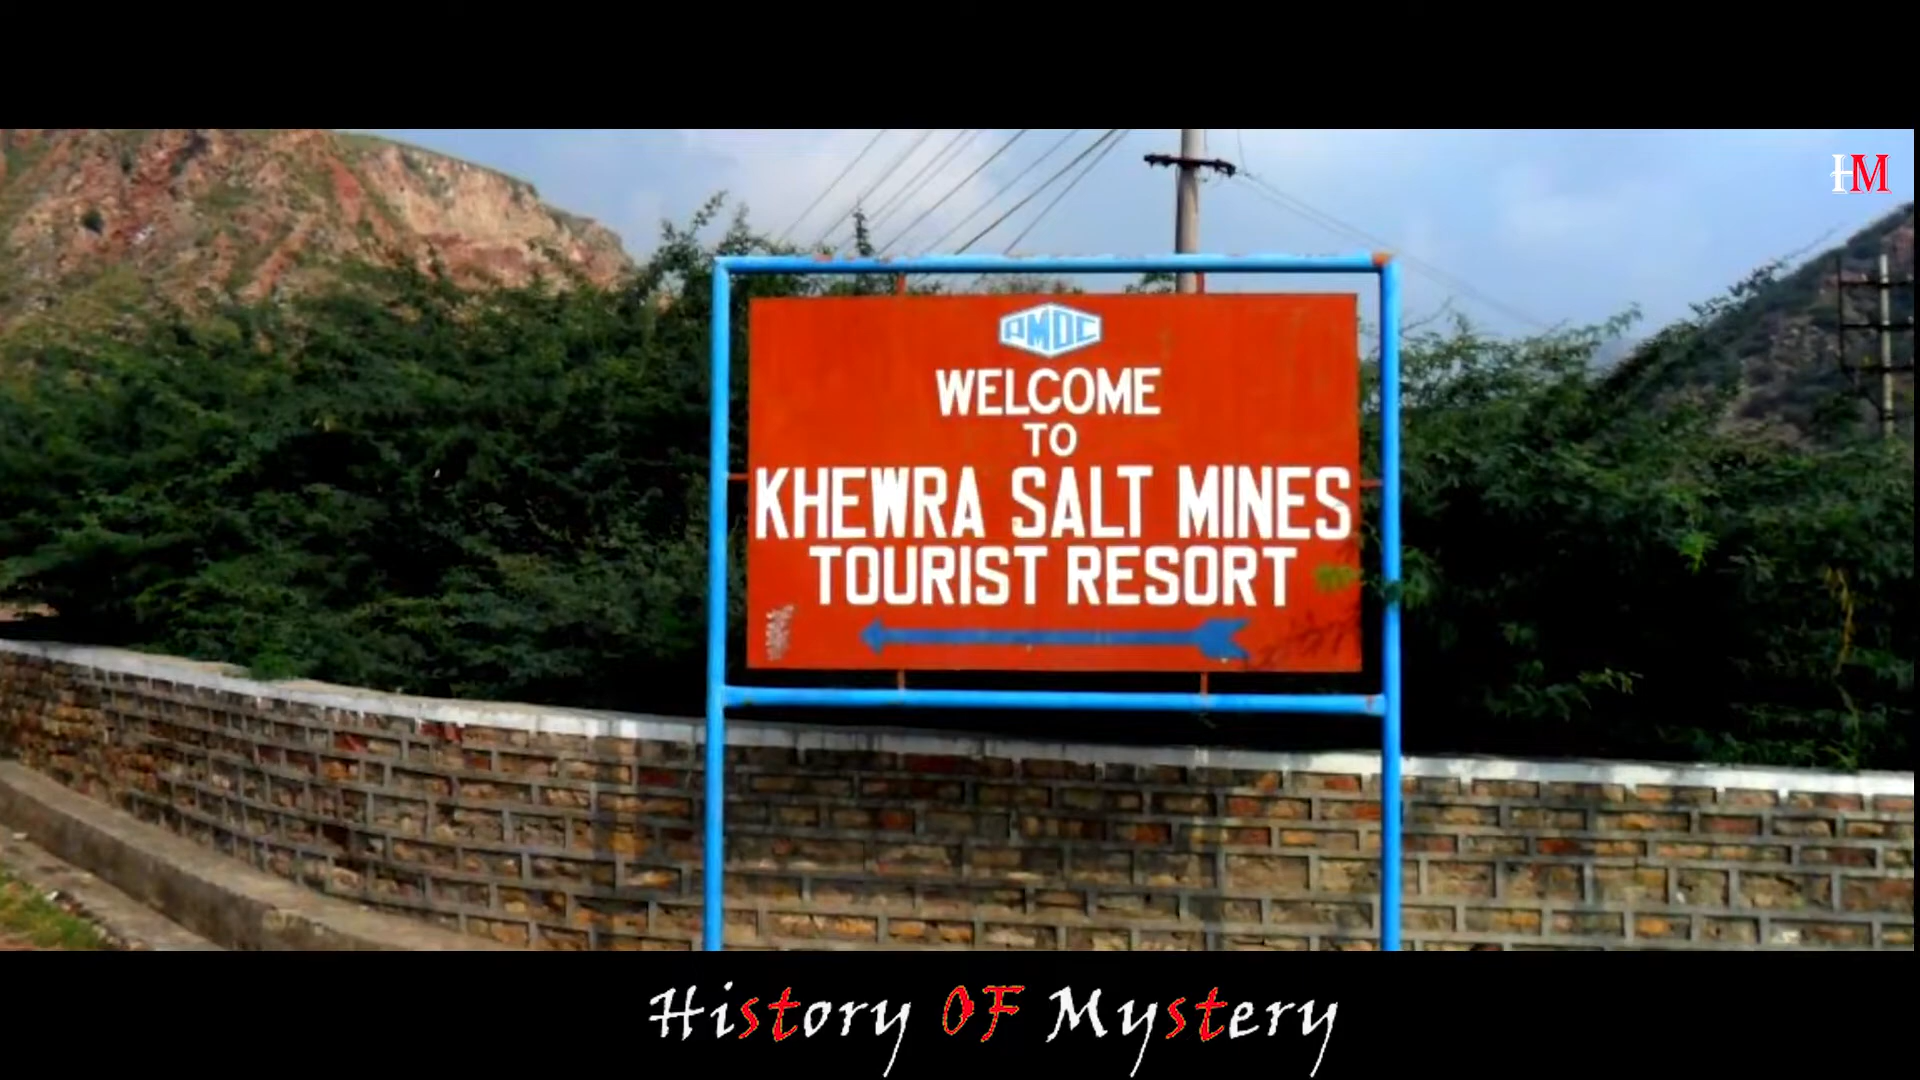 HM
PMDC
WELCOME
TO
KHEWRA SALT MINES
TOURIST RESORT
History OF Mystery